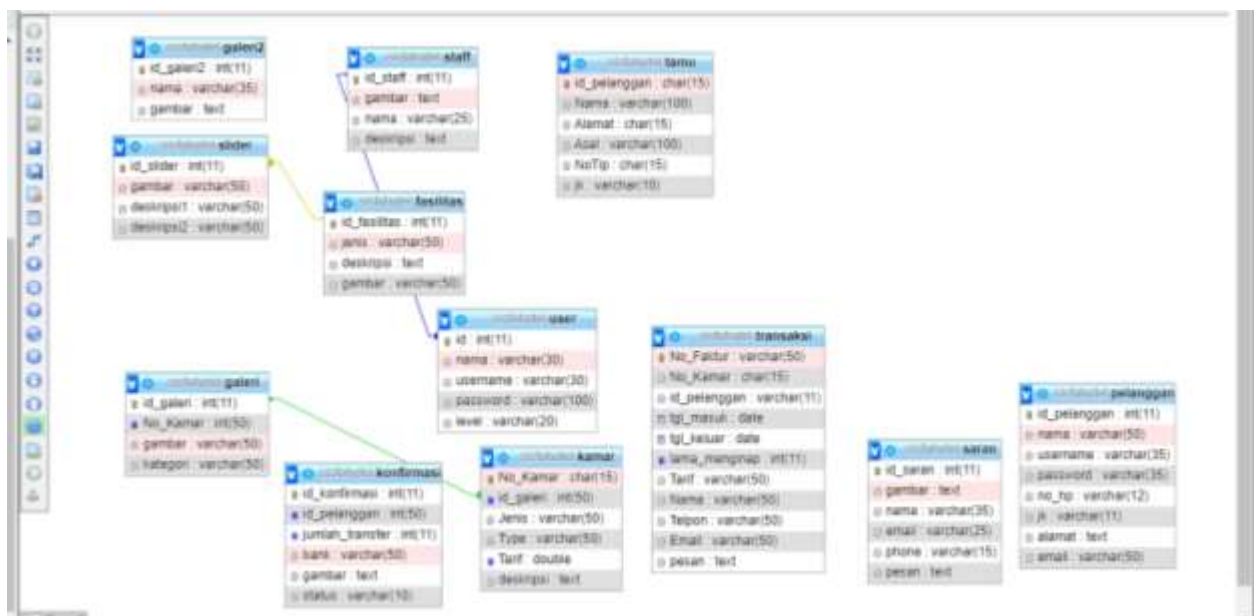 galeri2
id_galeri2 : int(11)
nama : varchar(35)
gambar : text
staff
id_staff : int(11)
gambar : text
nama : varchar(25)
deskripsi : text
tamu
id_pelanggan : char(15)
Nama : varchar(100)
Alamat : char(15)
Asal : varchar(100)
NoTlp : char(15)
jk : varchar(10)
slider
id_slider : int(11)
gambar : varchar(50)
deskripsi1 : varchar(50)
deskripsi2 : varchar(50)
fasilitas
id_fasilitas : int(11)
jenis : varchar(50)
deskripsi : text
gambar : varchar(50)
user
id : int(11)
nama : varchar(30)
username : varchar(30)
password : varchar(100)
level : varchar(20)
transaksi
No_Faktur : varchar(50)
No_Kamar : char(15)
id_pelanggan : varchar(11)
tgl_masuk : date
tgl_keluar : date
lama_menginap : int(11)
Tarif : varchar(50)
Nama : varchar(50)
Telpon : varchar(50)
Email : varchar(50)
pesan : text
galeri
id_galeri : int(11)
No_Kamar : int(50)
gambar : varchar(50)
kategori : varchar(50)
konfirmasi
id_konfirmasi : int(11)
id_pelanggan : int(50)
jumlah_transfer : int(11)
bank : varchar(50)
gambar : text
status : varchar(10)
kamar
No_Kamar : char(15)
id_galeri : int(50)
Jenis : varchar(50)
Type : varchar(50)
Tarif : double
deskripsi : text
saran
id_saran : int(11)
gambar : text
nama : varchar(35)
email : varchar(25)
phone : varchar(15)
pesan : text
pelanggan
id_pelanggan : int(11)
nama : varchar(50)
username : varchar(35)
password : varchar(35)
no_hp : varchar(12)
jk : varchar(11)
alamat : text
email : varchar(50)